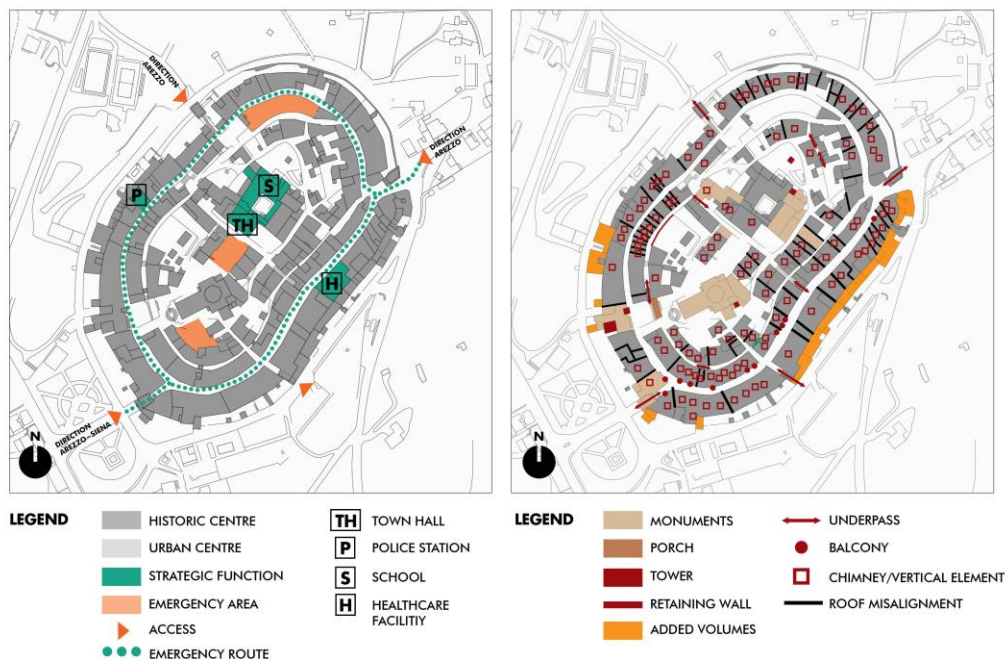 DIRECTION
AREZZO
DIRECTION
AREZZO
P
S
TH
H
DIRECTION
AREZZO-SIENA
N
N
LEGEND
HISTORIC CENTRE
URBAN CENTRE
STRATEGIC FUNCTION
EMERGENCY AREA
ACCESS
EMERGENCY ROUTE
TH TOWN HALL
P POLICE STATION
S SCHOOL
H HEALTHCARE
FACILITIY
LEGEND
MONUMENTS
PORCH
TOWER
RETAINING WALL
ADDED VOLUMES
UNDERPASS
BALCONY
CHIMNEY/VERTICAL ELEMENT
ROOF MISALIGNMENT